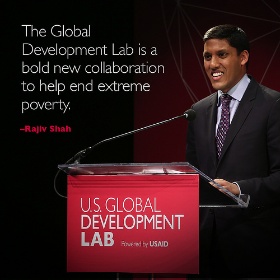 The Global
Development Lab is a
bold new collaboration
to help end extreme
poverty.
–Rajiv Shah
U.S. GLOBAL
DEVELOPMENT
LAB Powered by USAID